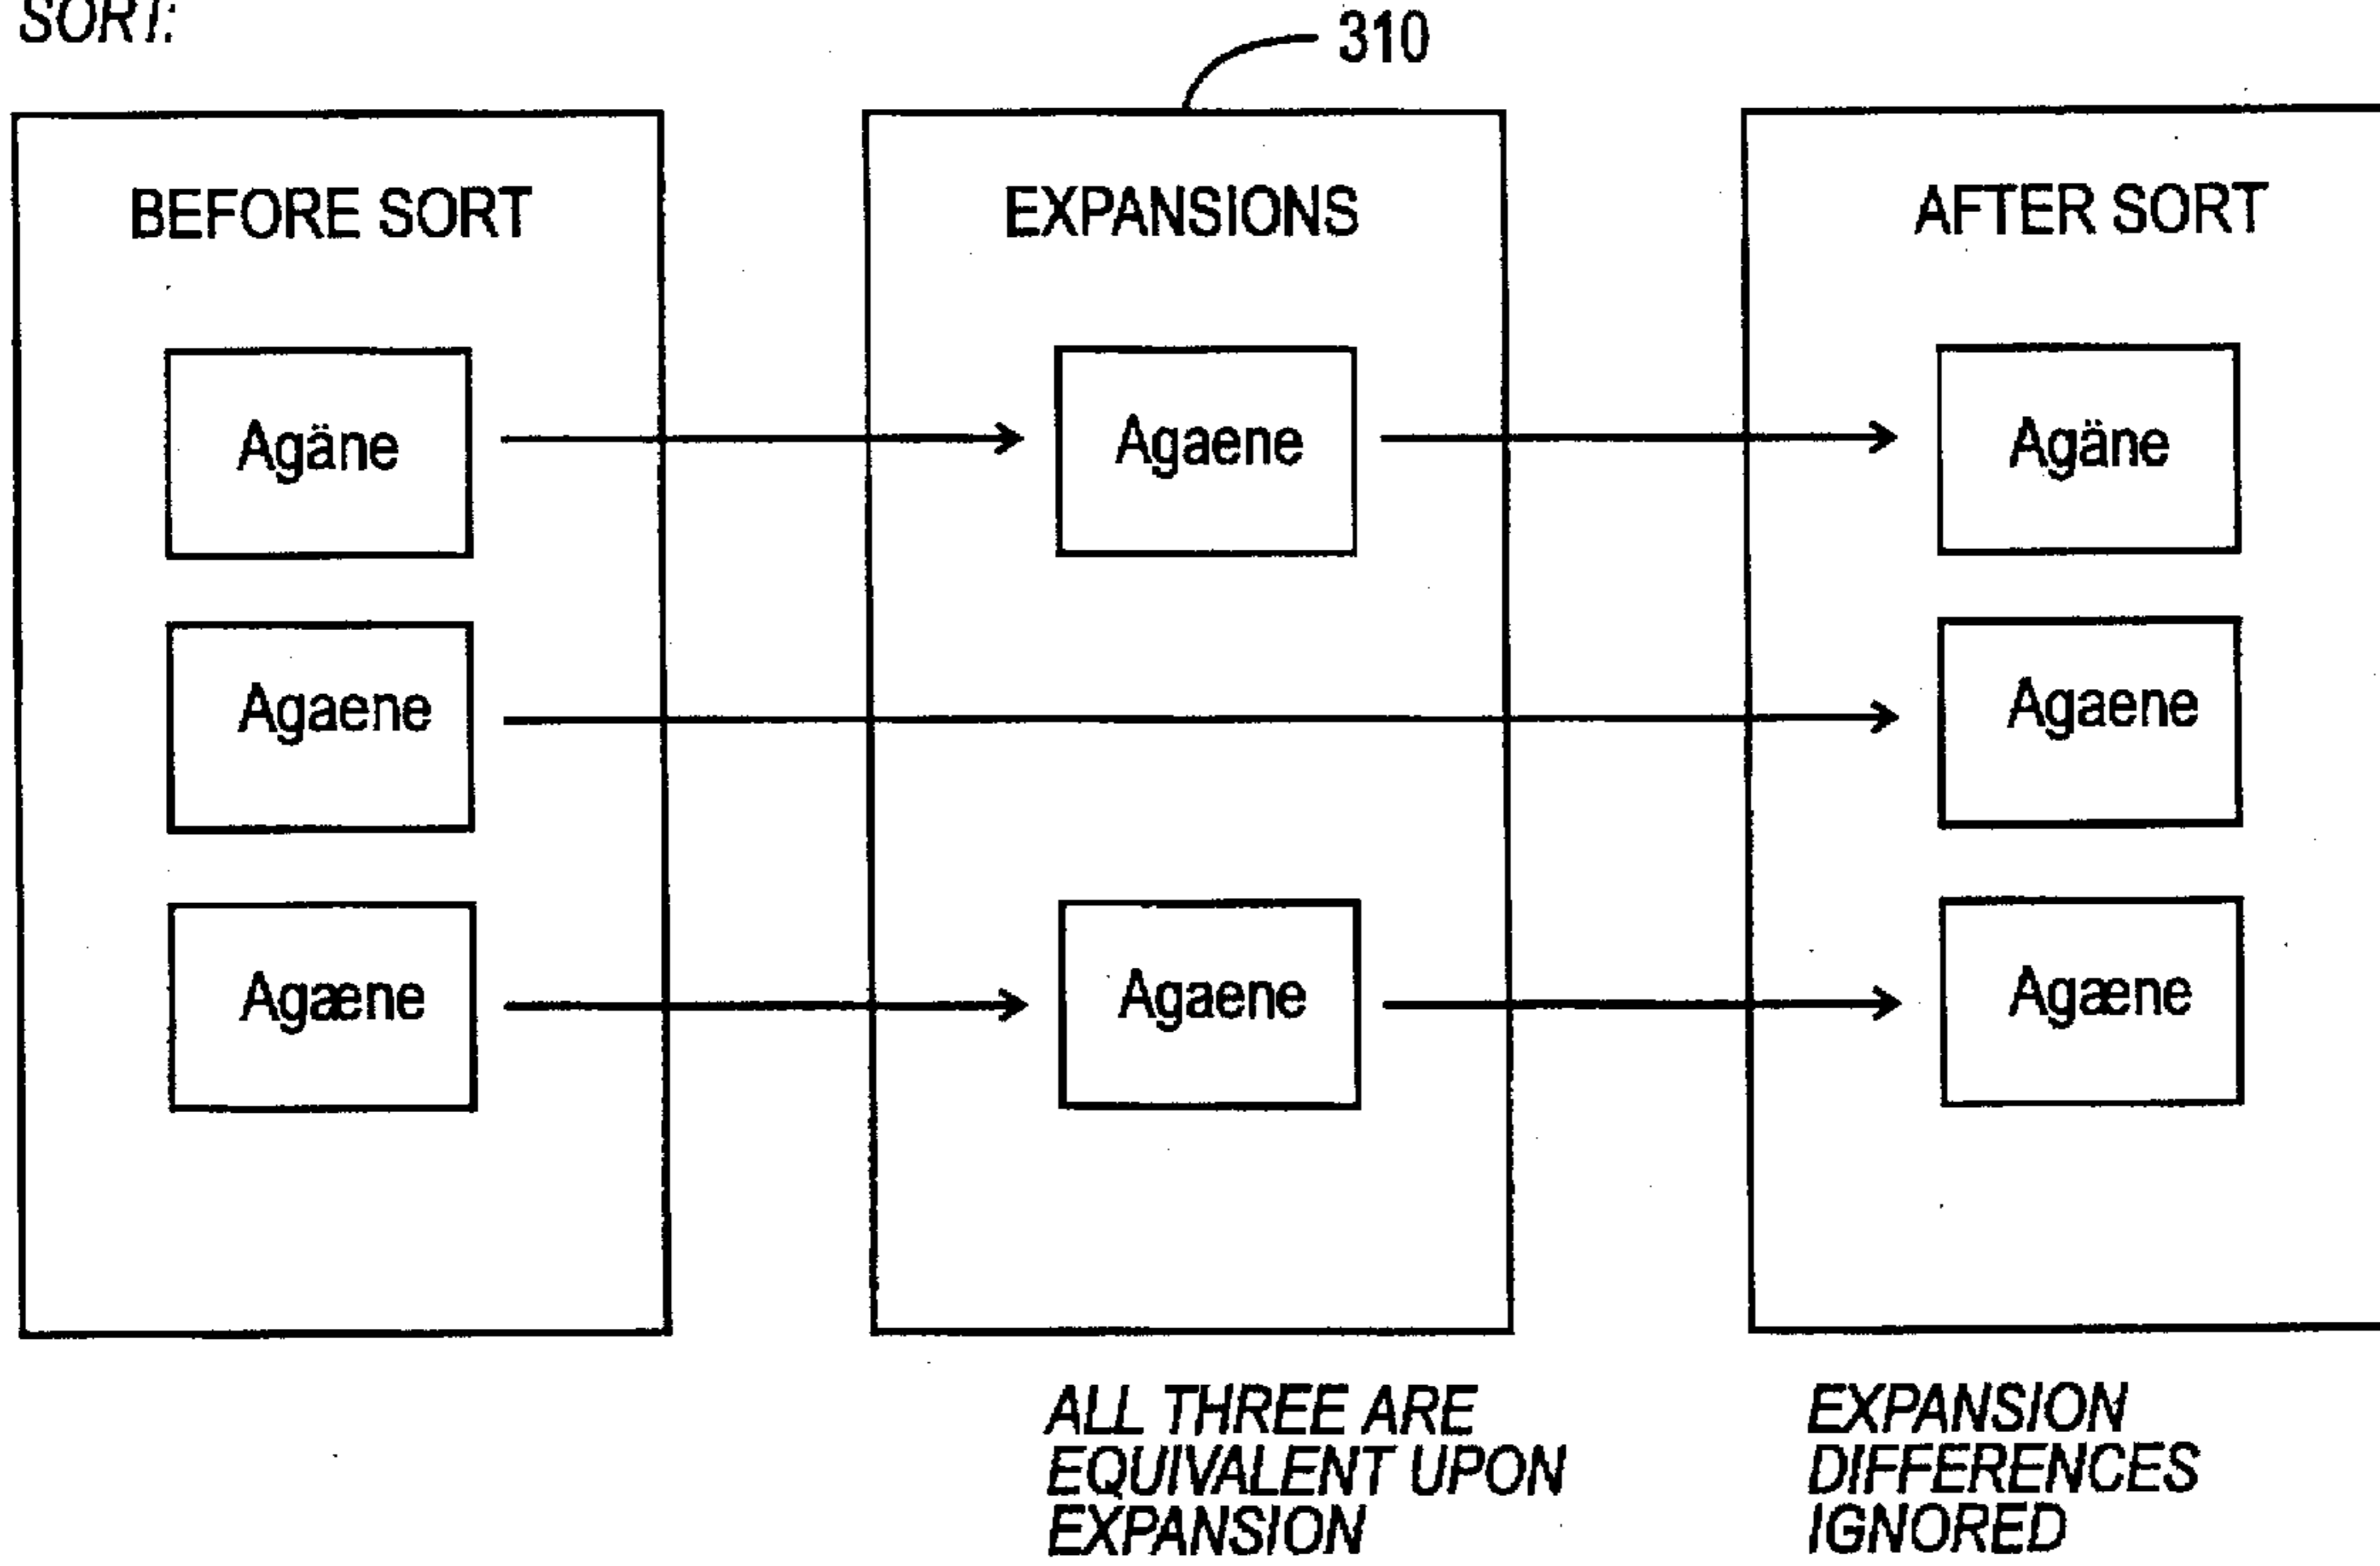 SORT:
310
BEFORE SORT
EXPANSIONS
AFTER SORT
Agäne
Agaene
Agäne
Agaene
Agaene
Agæne
Agaene
Agæne
ALL THREE ARE
EQUIVALENT UPON
EXPANSION
EXPANSION
DIFFERENCES
IGNORED